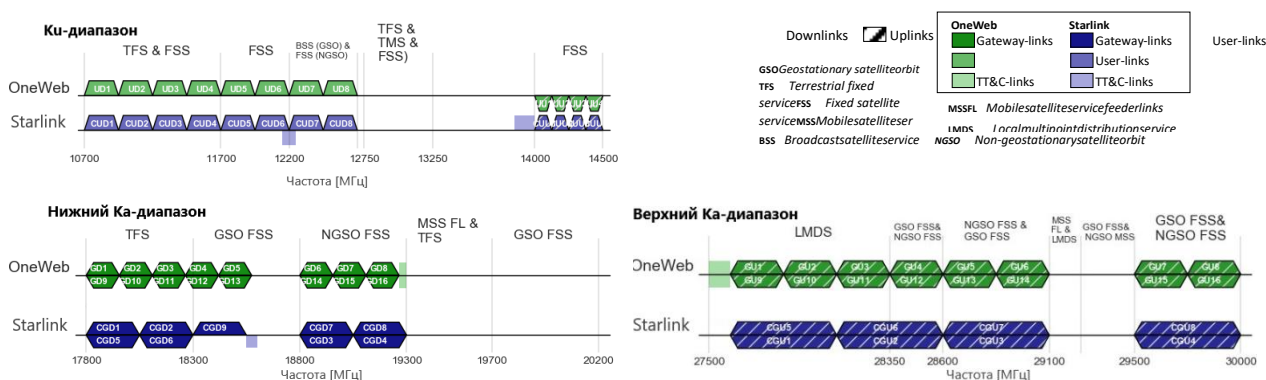 Ku-диапазон
TFS & FSS
FSS
BSS (GSO) &
FSS (NGSO)
TFS &
TMS &
FSS)
FSS
OneWeb
UD1 UD2 UD3 UD4 UD5 UD6 UD7 UD8
Starlink
CUD1 CUD2 CUD3 CUD4 CUD5 CUD6 CUD7 CUD8
10700 11700 12200 12750 13250 14000 14500
Частота [МГц]
Downlinks Uplinks
OneWeb Starlink
Gateway-links Gateway-links User-links
User-links
TT&C-links TT&C-links
GSOGeostationary satelliteorbit
TFS Terrestrial fixed
serviceFSS Fixed satellite
serviceMSSMobilesatelliteser
BSS Broadcastsatelliteservice NGSO Non-geostationarysatelliteorbit
MSSFL Mobilesatelliteservicefeederlinks
LMDS Localmultipointdistributionservice
Нижний Ka-диапазон
TFS
GSO FSS
NGSO FSS
MSS FL &
TFS
GSO FSS
OneWeb
GD1 GD2 GD3 GD4 GD5 GD6 GD7 GD8
GD9 GD10 GD11 GD12 GD13 GD14 GD15 GD16
Starlink
CGD1 CGD2 CGD9 CGD7 CGD8
CGD5 CGD6 CGD3 CGD4
17800 18300 18800 19300 19700 20200
Частота [МГц]
Верхний Ka-диапазон
LMDS
GSO FSS&
NGSO FSS
NGSO FSS &
GSO FSS
MSS
FL &
LMDS
GSO FSS&
NGSO MSS
GSO FSS&
NGSO FSS
OneWeb
GU1 GU2 GU3 GU4 GU5 GU6 GU7 GU8
GU9 GU10 GU11 GU12 GU13 GU14 GU15 GU16
Starlink
CGU5 CGU6 CGU7 CGU8
CGU1 CGU2 CGU3 CGU4
27500 28350 28600 29100 29500 30000
Частота [МГц]